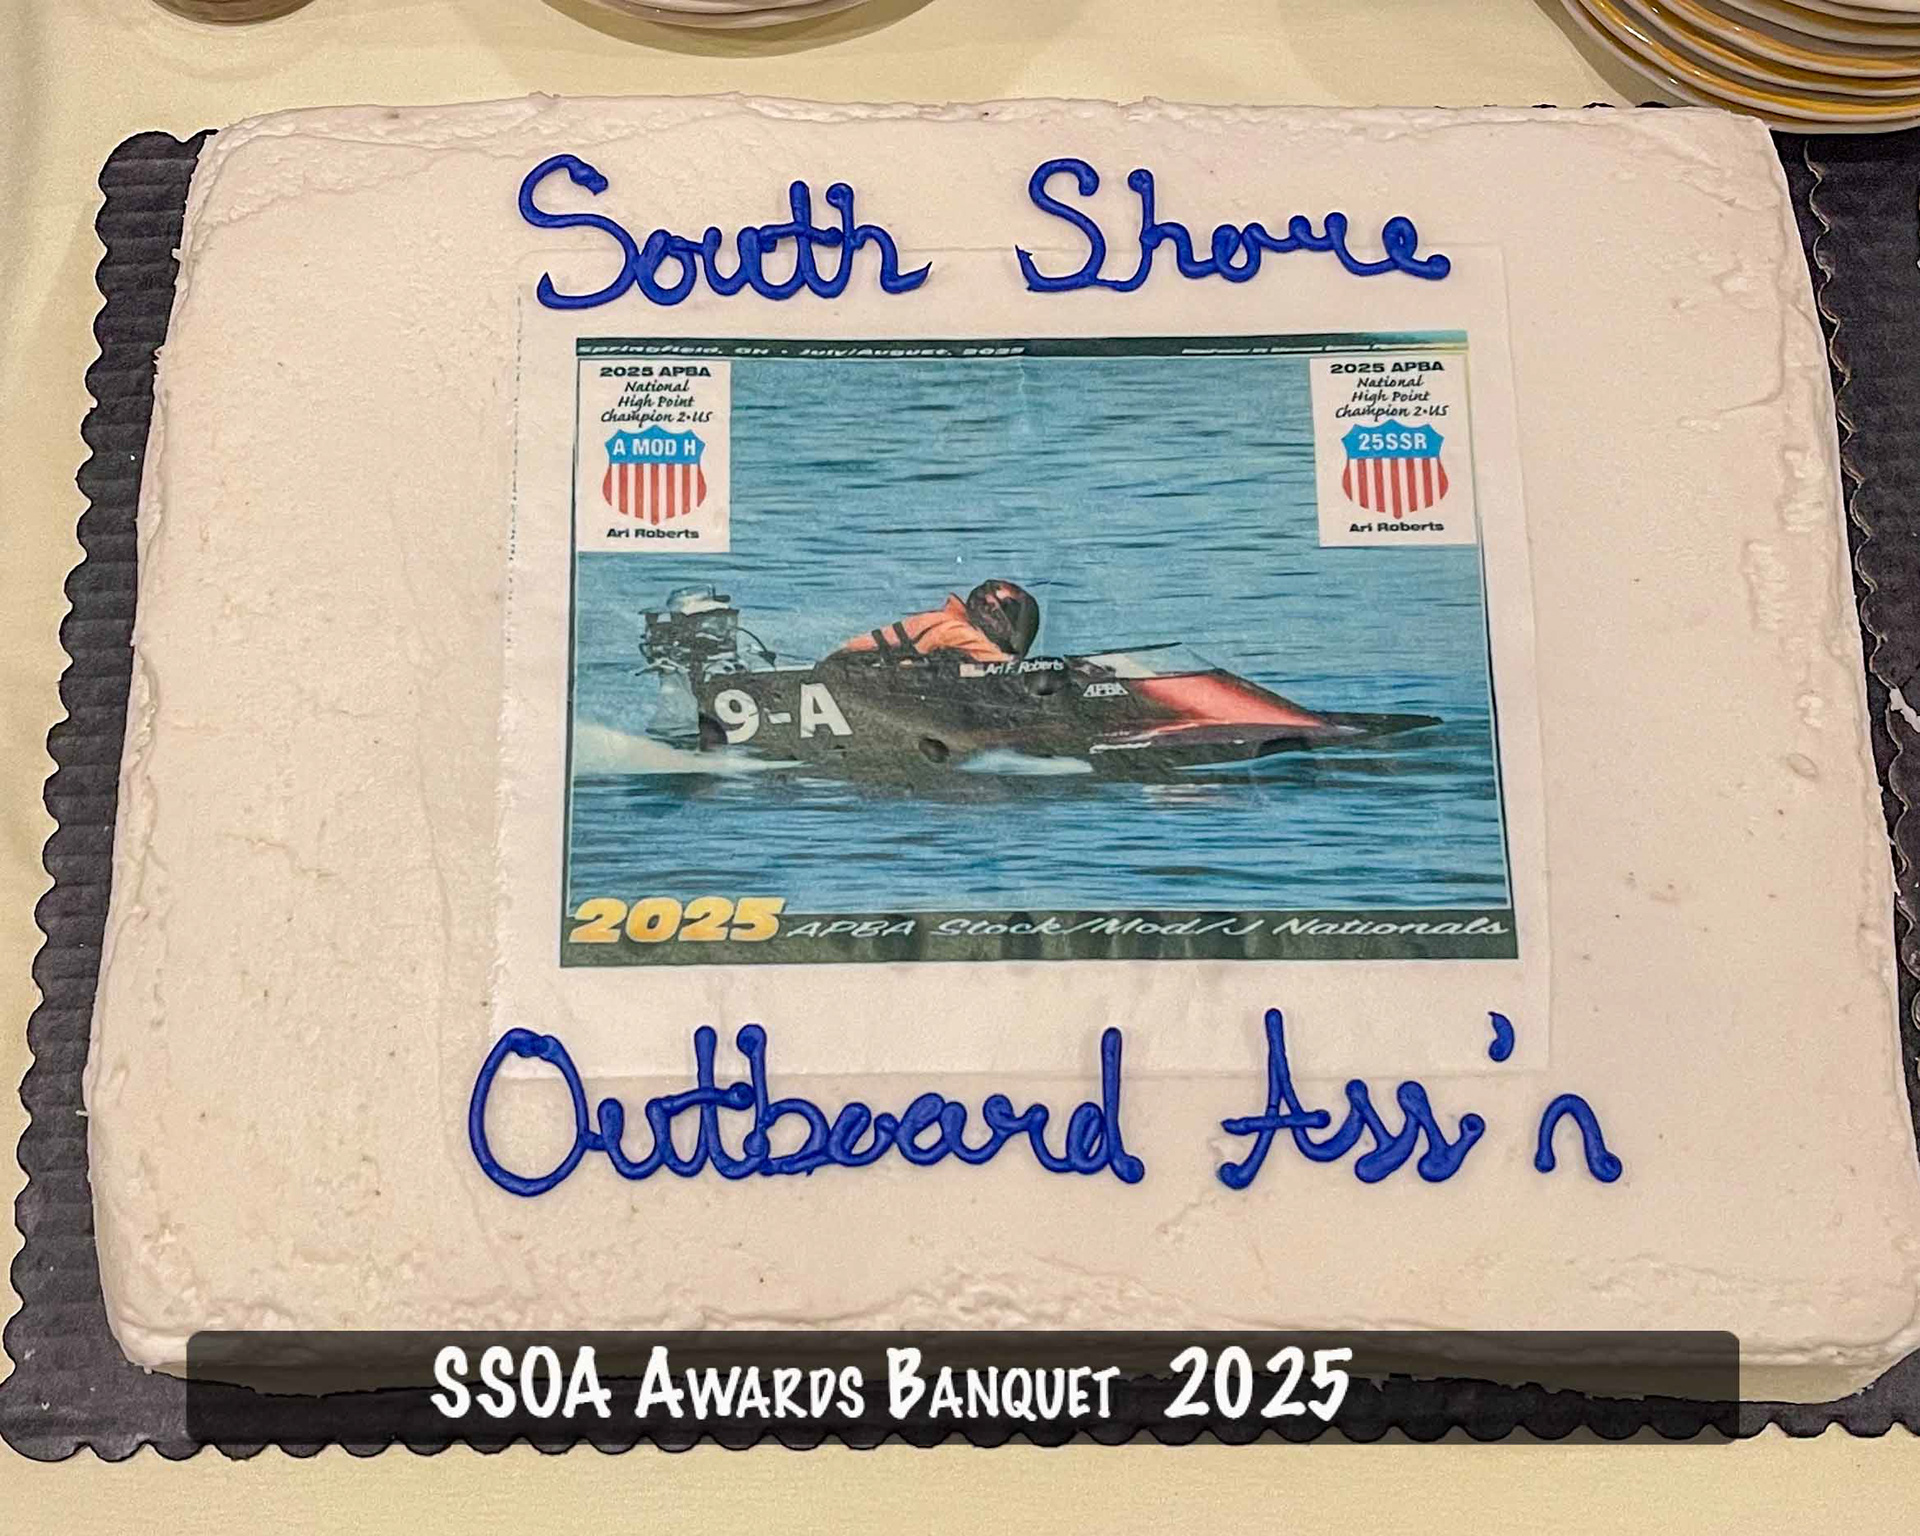 South Shore
Springfield, OH • July/August, 2025
2025 APBA
National
High Point
Champion 2•US
A MOD H
Ari Roberts
2025 APBA
National
High Point
Champion 2•US
25SSR
Ari Roberts
Ari F. Roberts
APBA
9-A
2025 APBA Stock/Mod/J Nationals
Outboard Ass'n
SSOA Awards Banquet 2025